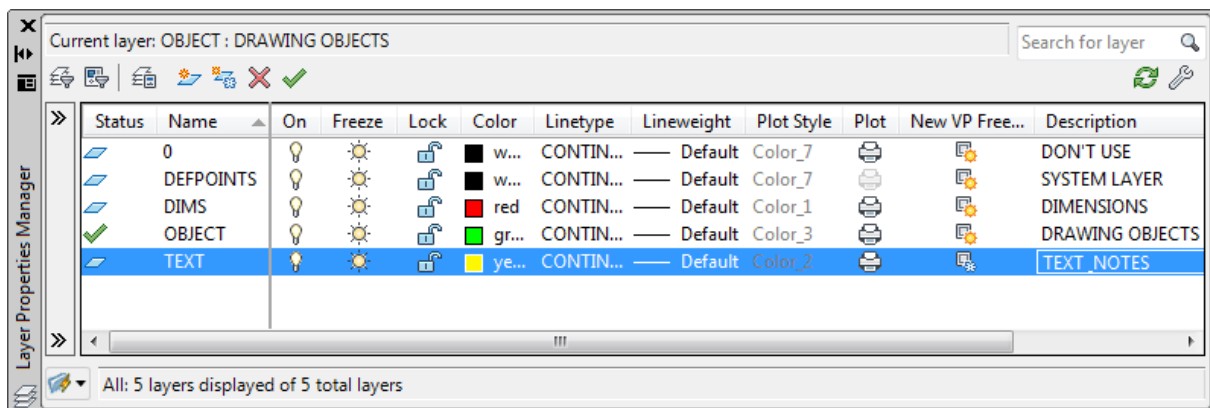 Current layer: OBJECT : DRAWING OBJECTS
Search for layer
Status Name On Freeze Lock Color Linetype Lineweight Plot Style Plot New VP Free... Description
0 w... CONTIN... Default Color_7 DON'T USE
DEFPOINTS w... CONTIN... Default Color_7 SYSTEM LAYER
DIMS red CONTIN... Default Color_1 DIMENSIONS
OBJECT gr... CONTIN... Default Color_3 DRAWING OBJECTS
TEXT ye... CONTIN... Default Color_2 TEXT_NOTES
Layer Properties Manager
All: 5 layers displayed of 5 total layers